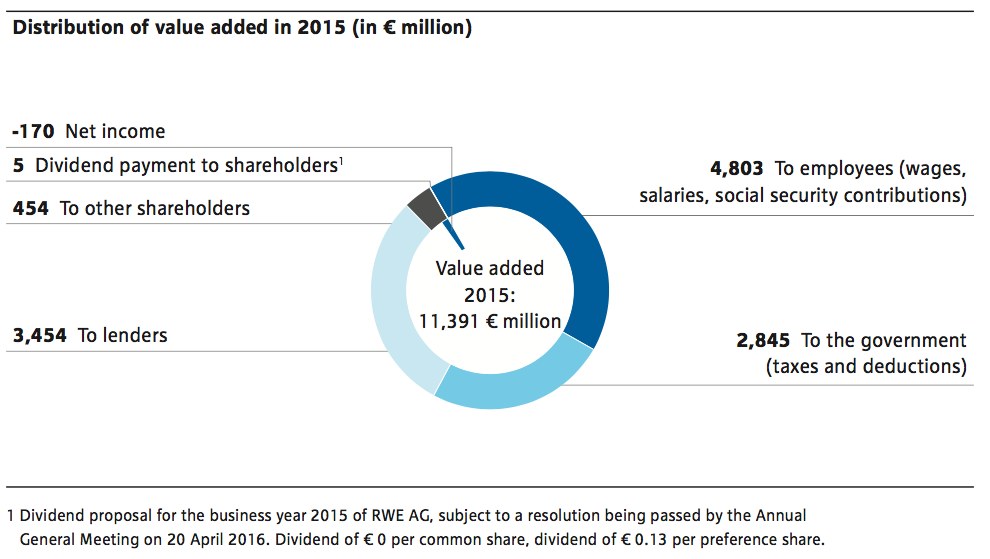 Distribution of value added in 2015 (in € million)
-170 Net income
5 Dividend payment to shareholders¹
454 To other shareholders
3,454 To lenders
4,803 To employees (wages,
salaries, social security contributions)
2,845 To the government
(taxes and deductions)
Value added
2015:
11,391 € million
1 Dividend proposal for the business year 2015 of RWE AG, subject to a resolution being passed by the Annual
General Meeting on 20 April 2016. Dividend of € 0 per common share, dividend of € 0.13 per preference share.